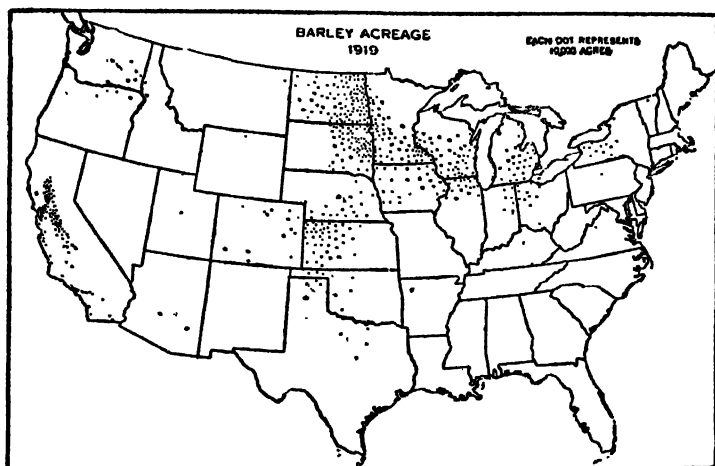 BARLEY ACREAGE
1919
EACH DOT REPRESENTS
10,000 ACRES